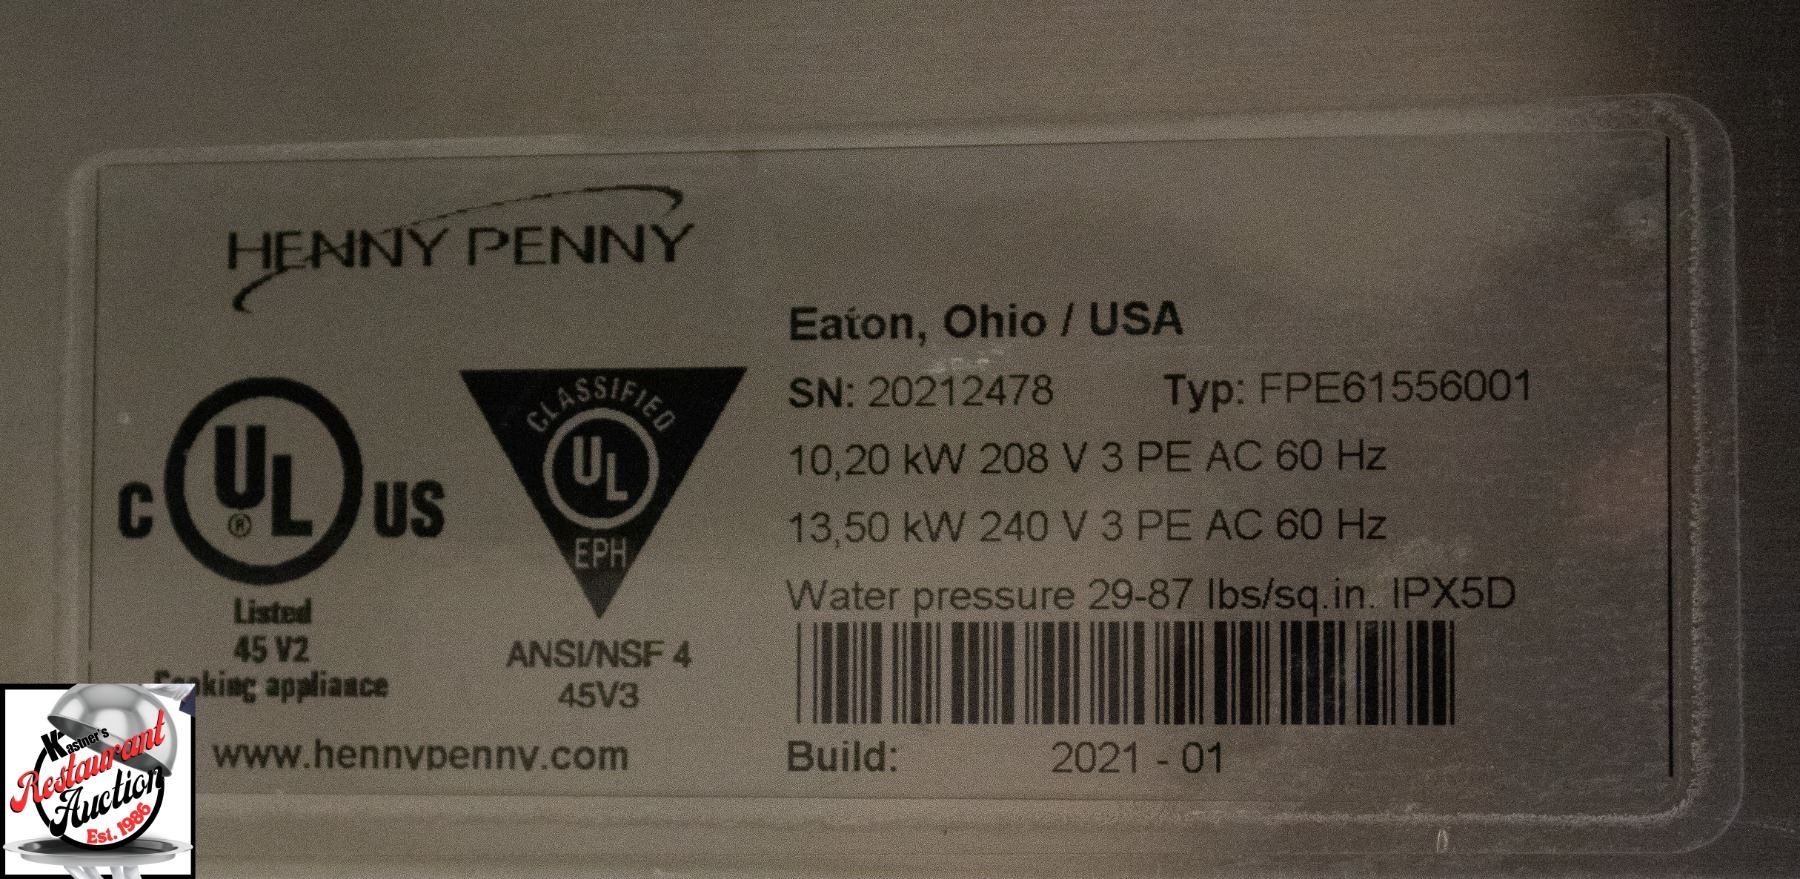 HENNY PENNY
Eaton, Ohio / USA
SN: 20212478 Typ: FPE61556001
10,20 kW 208 V 3 PE AC 60 Hz
13,50 kW 240 V 3 PE AC 60 Hz
Water pressure 29-87 lbs/sq.in. IPX5D
Build: 2021 - 01
C UL ® US
Listed
45 V2
Cooking appliance
CLASSIFIED
UL
EPH
ANSI/NSF 4
45V3
www.hennypenny.com
Kastner's
Restaurant
Auction
Est. 1986